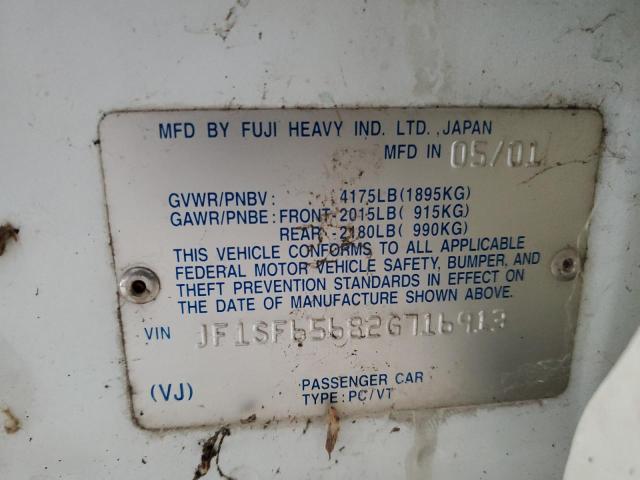 MFD BY FUJI HEAVY IND. LTD., JAPAN
MFD IN 05/01
GVWR/PNBV: 4175LB(1895KG)
GAWR/PNBE: FRONT-2015LB( 915KG)
REAR -2180LB( 990KG)
THIS VEHICLE CONFORMS TO ALL APPLICABLE
FEDERAL MOTOR VEHICLE SAFETY, BUMPER, AND
THEFT PREVENTION STANDARDS IN EFFECT ON
THE DATE OF MANUFACTURE SHOWN ABOVE.
VIN JF1SF65682G716913
(VJ) PASSENGER CAR
TYPE: PC/VT